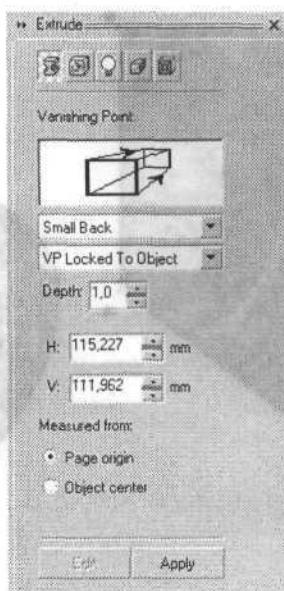 Extrude
Vanishing Point
Small Back
VP Locked To Object
Depth: 1,0
H: 115,227 mm
V: 111,962 mm
Measured from:
Page origin
Object center
Edit Apply